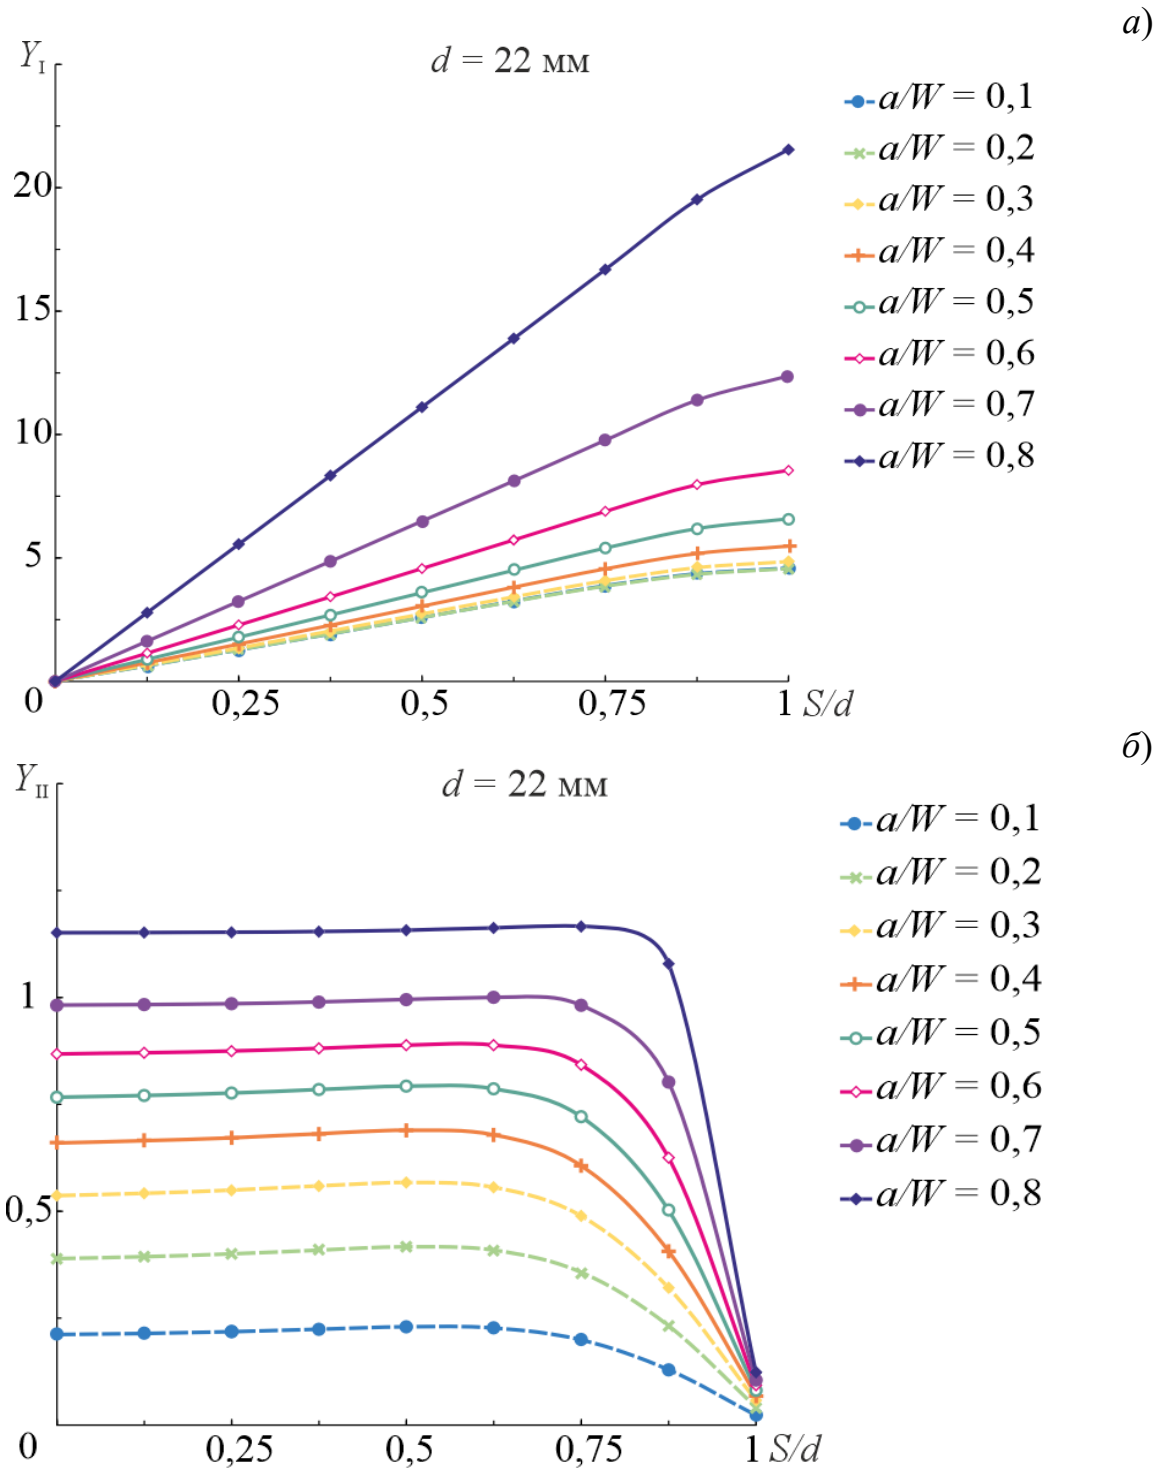 а)
Y_I
d = 22 мм
a/W = 0,1
a/W = 0,2
a/W = 0,3
a/W = 0,4
a/W = 0,5
a/W = 0,6
a/W = 0,7
a/W = 0,8
20
15
10
5
0
0,25 0,5 0,75 1 S/d
б)
Y_II
d = 22 мм
a/W = 0,1
a/W = 0,2
a/W = 0,3
a/W = 0,4
a/W = 0,5
a/W = 0,6
a/W = 0,7
a/W = 0,8
1
0,5
0 0,25 0,5 0,75 1 S/d